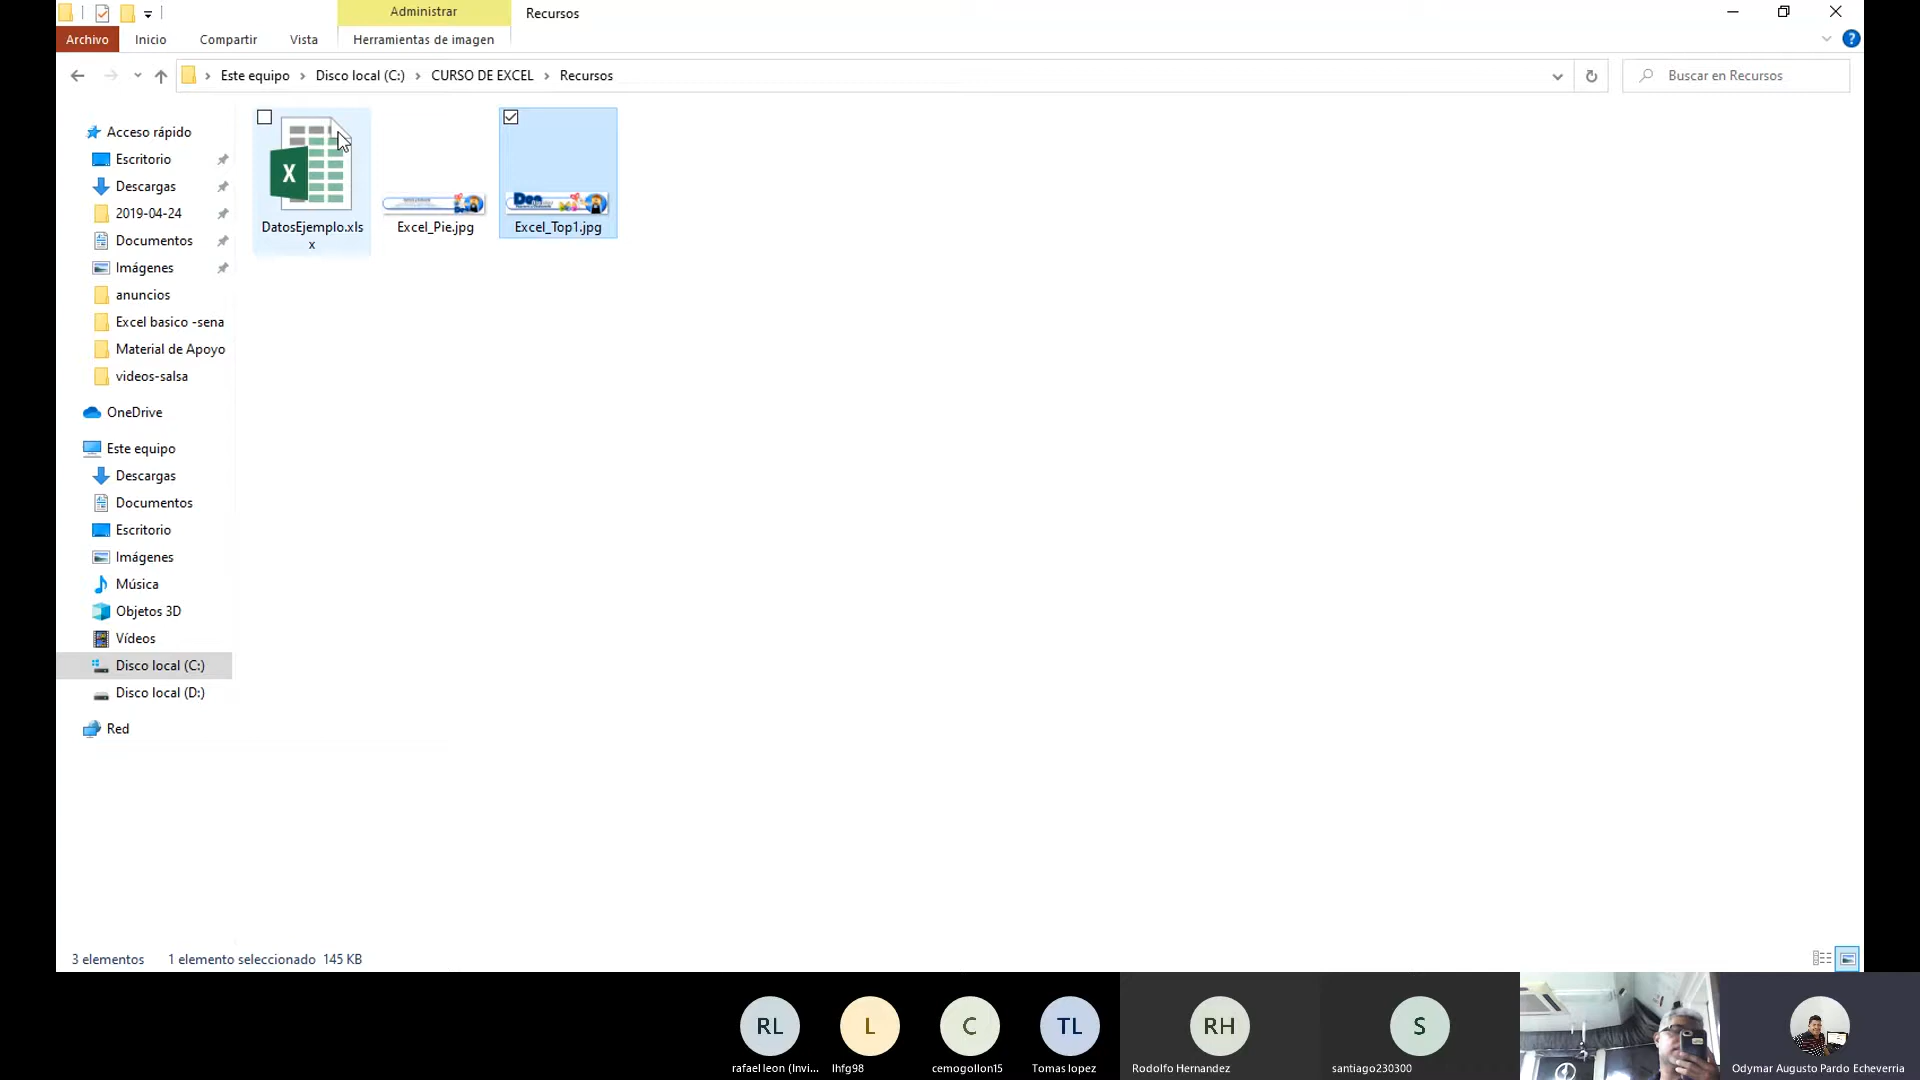 Administrar
Recursos
Archivo
Inicio
Compartir
Vista
Herramientas de imagen
Este equipo
Disco local (C:)
CURSO DE EXCEL
Recursos
Buscar en Recursos
Acceso rápido
Escritorio
Descargas
2019-04-24
Documentos
Imágenes
anuncios
Excel basico -sena
Material de Apoyo
videos-salsa
OneDrive
Este equipo
Descargas
Documentos
Escritorio
Imágenes
Música
Objetos 3D
Vídeos
Disco local (C:)
Disco local (D:)
Red
X
DatosEjemplo.xls
x
Excel_Pie.jpg
Excel_Top1.jpg
3 elementos
1 elemento seleccionado 145 KB
RL
L
C
TL
RH
S
rafael leon (Invi...
lhfg98
cemogollon15
Tomas lopez
Rodolfo Hernandez
santiago230300
Odymar Augusto Pardo Echeverria